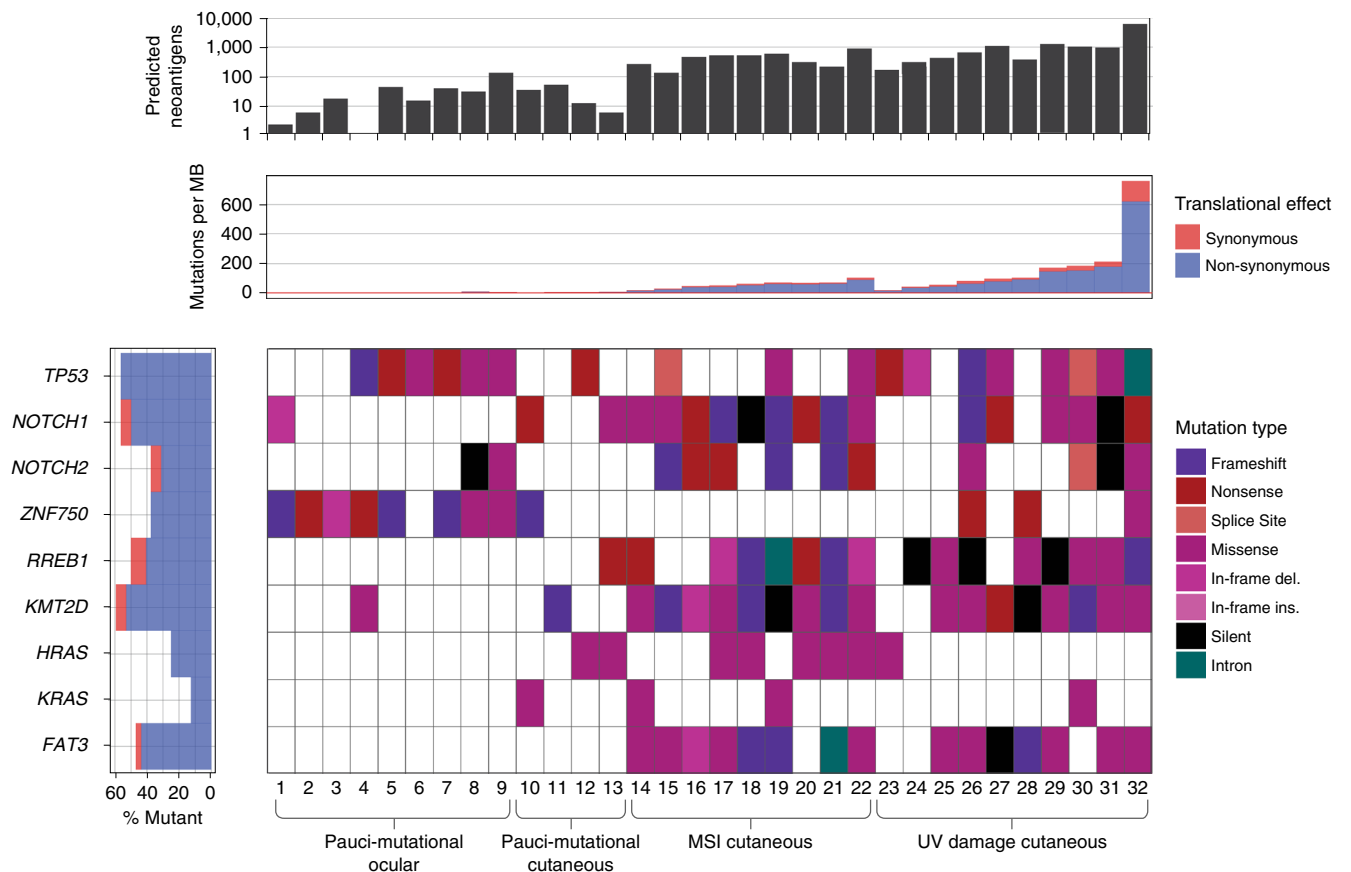 10,000
1,000
100
10
1
Predicted
neoantigens
600
400
200
0
Mutations per MB
Translational effect
Synonymous
Non-synonymous
TP53
NOTCH1
NOTCH2
ZNF750
RREB1
KMT2D
HRAS
KRAS
FAT3
60 40 20 0
% Mutant
Mutation type
Frameshift
Nonsense
Splice Site
Missense
In-frame del.
In-frame ins.
Silent
Intron
1 2 3 4 5 6 7 8 9 10 11 12 13 14 15 16 17 18 19 20 21 22 23 24 25 26 27 28 29 30 31 32
Pauci-mutational
ocular
Pauci-mutational
cutaneous
MSI cutaneous
UV damage cutaneous